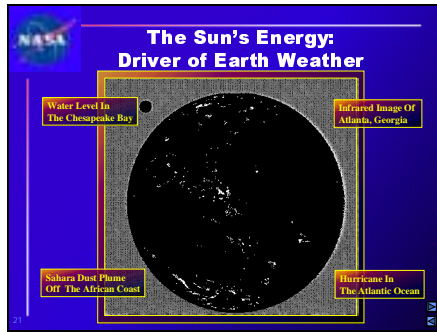 NASA
The Sun's Energy:
Driver of Earth Weather
Water Level In
The Chesapeake Bay
Infrared Image Of
Atlanta, Georgia
Sahara Dust Plume
Off The African Coast
Hurricane In
The Atlantic Ocean
21